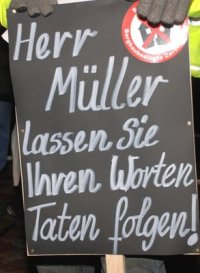 Herr
Müller
lassen Sie
Ihren Worten
Taten folgen!